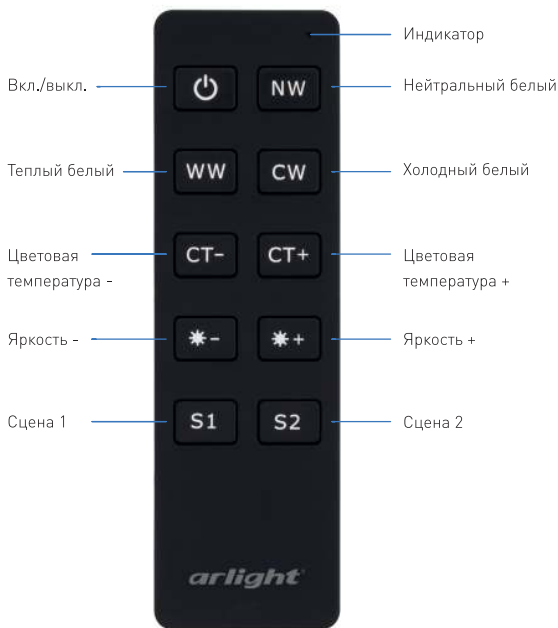 Индикатор
Вкл./выкл.
NW
Нейтральный белый
Теплый белый
WW
CW
Холодный белый
Цветовая
температура -
CT-
CT+
Цветовая
температура +
Яркость -
-
+
Яркость +
Сцена 1
S1
S2
Сцена 2
arlight